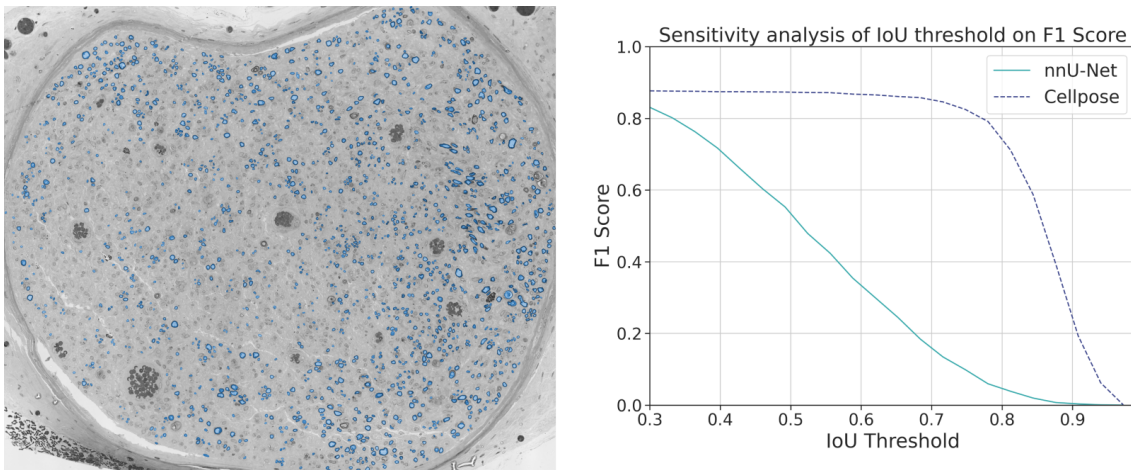 Sensitivity analysis of IoU threshold on F1 Score
nnU-Net
Cellpose
F1 Score
1.0
0.8
0.6
0.4
0.2
0.0
0.3 0.4 0.5 0.6 0.7 0.8 0.9
IoU Threshold